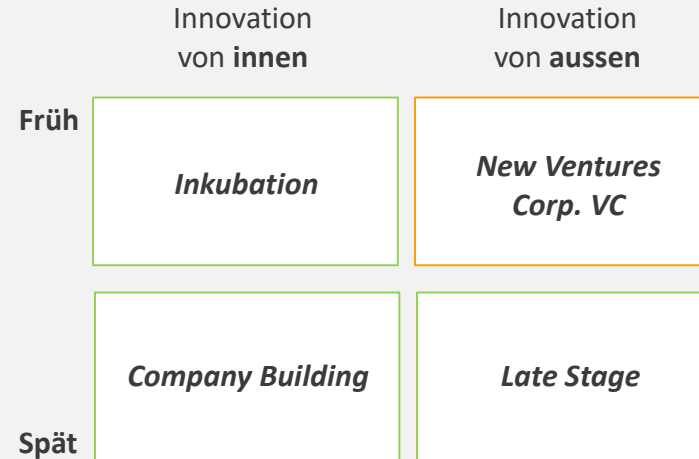 Innovation
von innen
Innovation
von aussen
Früh
Inkubation
New Ventures
Corp. VC
Company Building
Late Stage
Spät